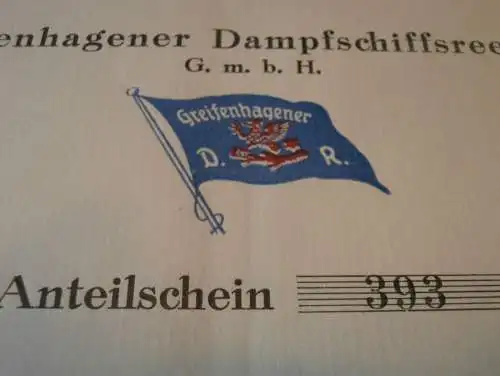 enhagener Dampfschiffsree
G. m. b. H.
Greifenhagener
D. R.
Anteilschein 393